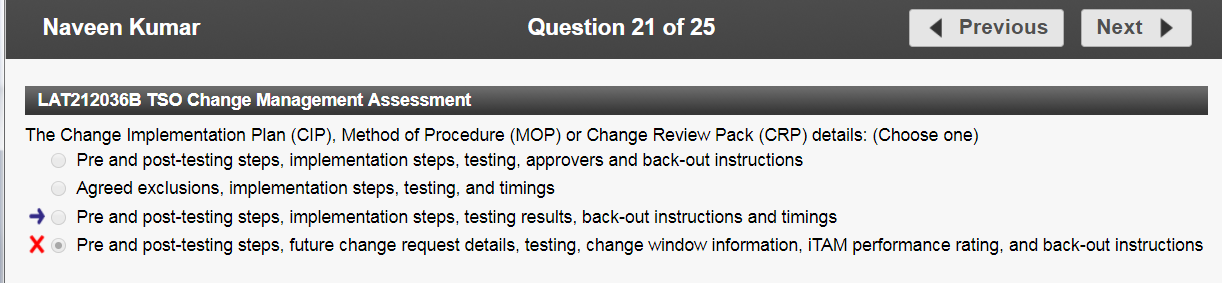 Naveen Kumar
Question 21 of 25
Previous
Next
LAT212036B TSO Change Management Assessment
The Change Implementation Plan (CIP), Method of Procedure (MOP) or Change Review Pack (CRP) details: (Choose one)
Pre and post-testing steps, implementation steps, testing, approvers and back-out instructions
Agreed exclusions, implementation steps, testing, and timings
Pre and post-testing steps, implementation steps, testing results, back-out instructions and timings
Pre and post-testing steps, future change request details, testing, change window information, iTAM performance rating, and back-out instructions